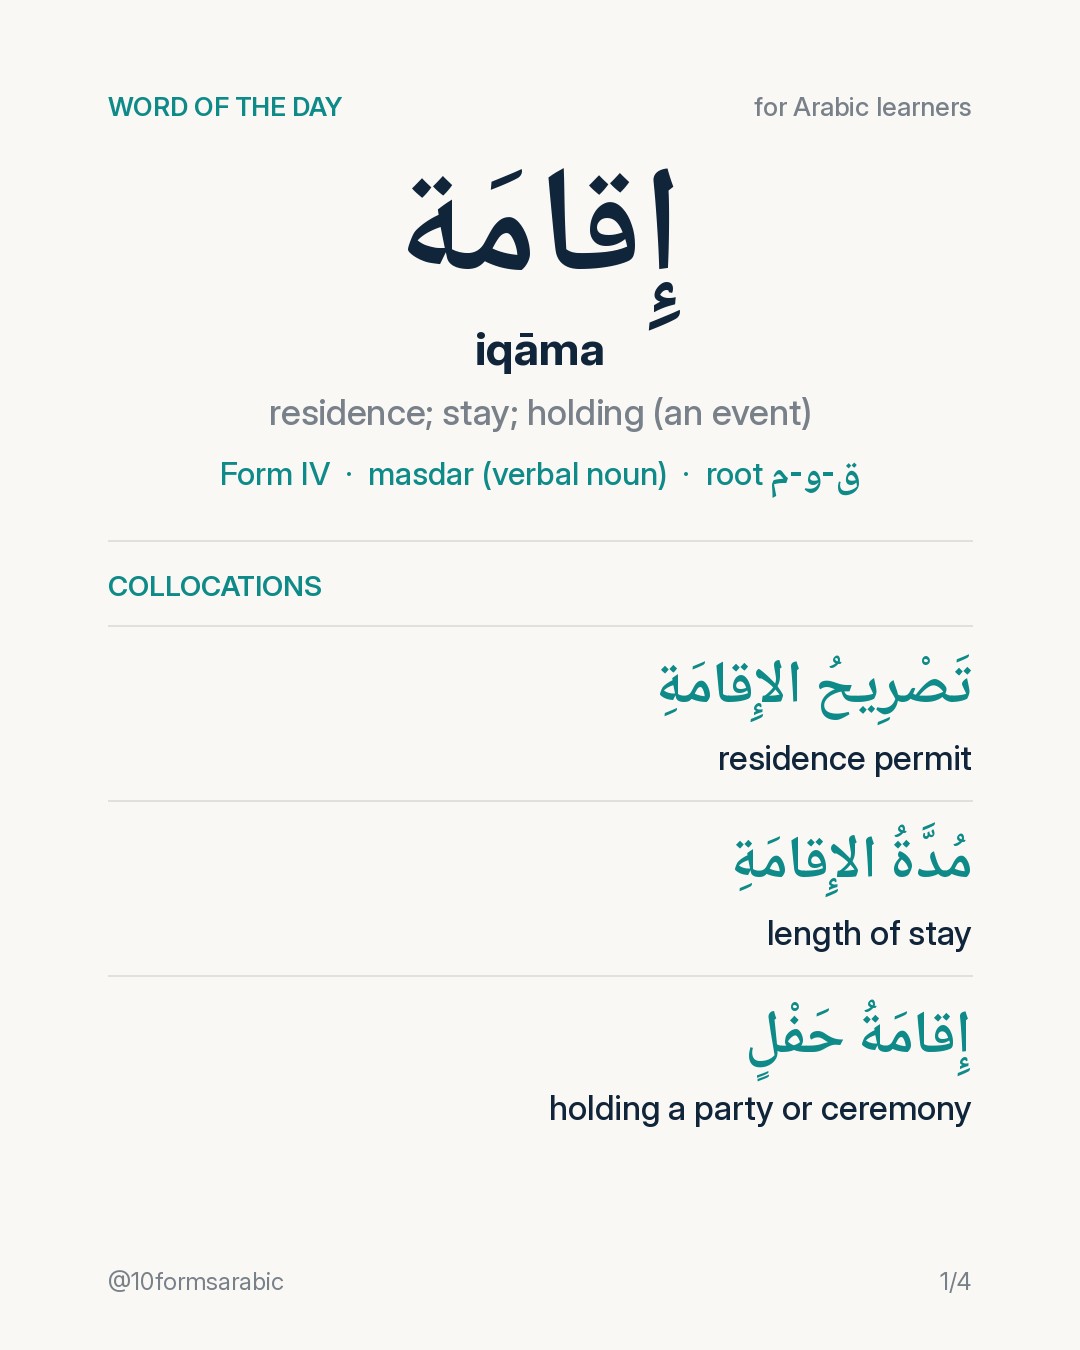 WORD OF THE DAY
for Arabic learners
إِقامَة
iqāma
residence; stay; holding (an event)
Form IV · masdar (verbal noun) · root ق-و-م
COLLOCATIONS
تَصْرِيحُ الإِقامَةِ
residence permit
مُدَّةُ الإِقامَةِ
length of stay
إِقامَةُ حَفْلٍ
holding a party or ceremony
@10formsarabic
1/4